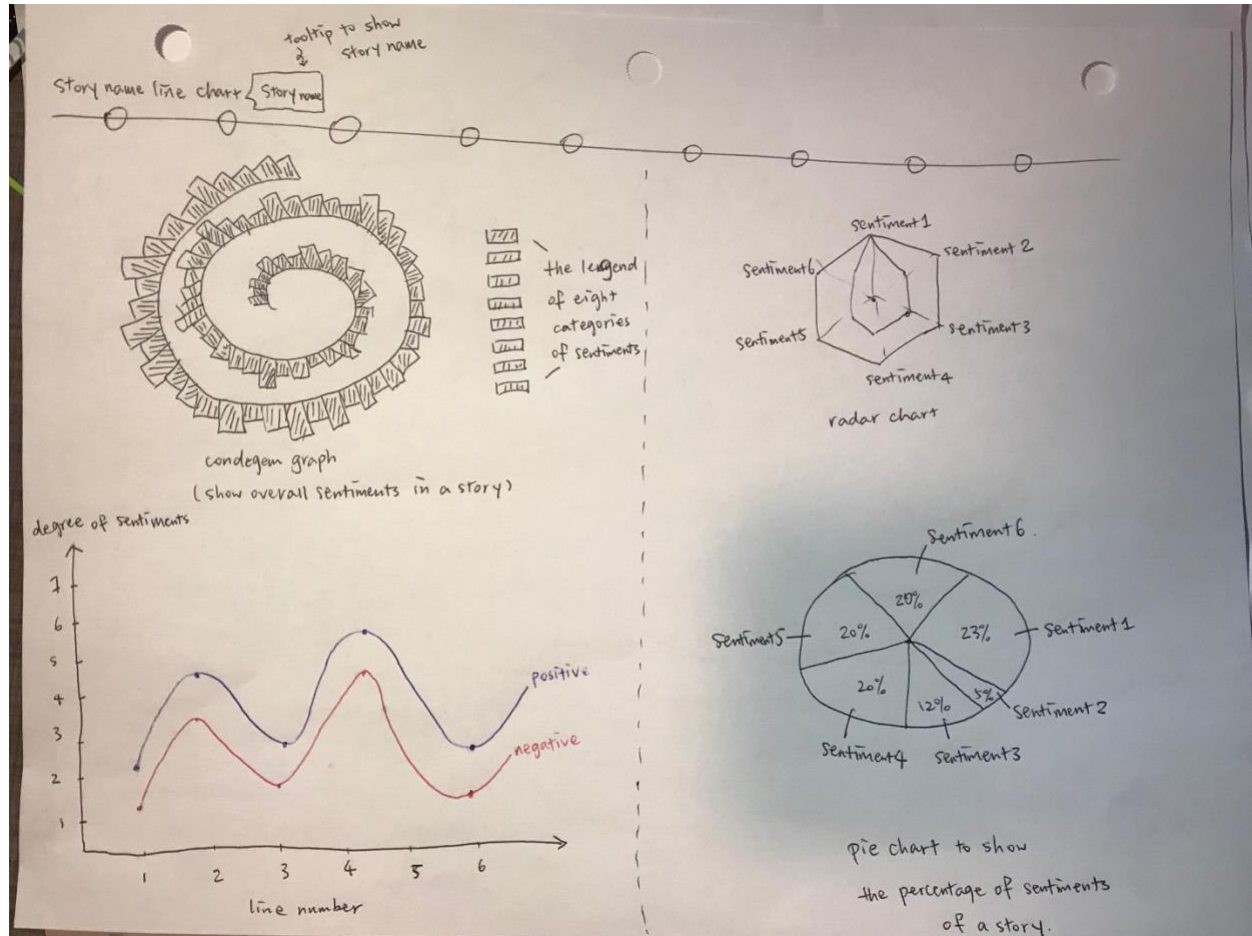 tooltip to show
story name
Story name line chart
Story name
the legend
of eight
categories
of sentiments
condegem graph
(show overall sentiments in a story)
sentiment 1
sentiment 2
sentiment 3
sentiment 4
sentiment 5
sentiment 6
radar chart
degree of sentiments
7
6
5
4
3
2
1
positive
negative
1 2 3 4 5 6
line number
Sentiment 6.
20%
23%
Sentiment 1
5%
Sentiment 2
12%
Sentiment 3
20%
Sentiment 4
20%
Sentiment 5
pie chart to show
the percentage of sentiments
of a story.